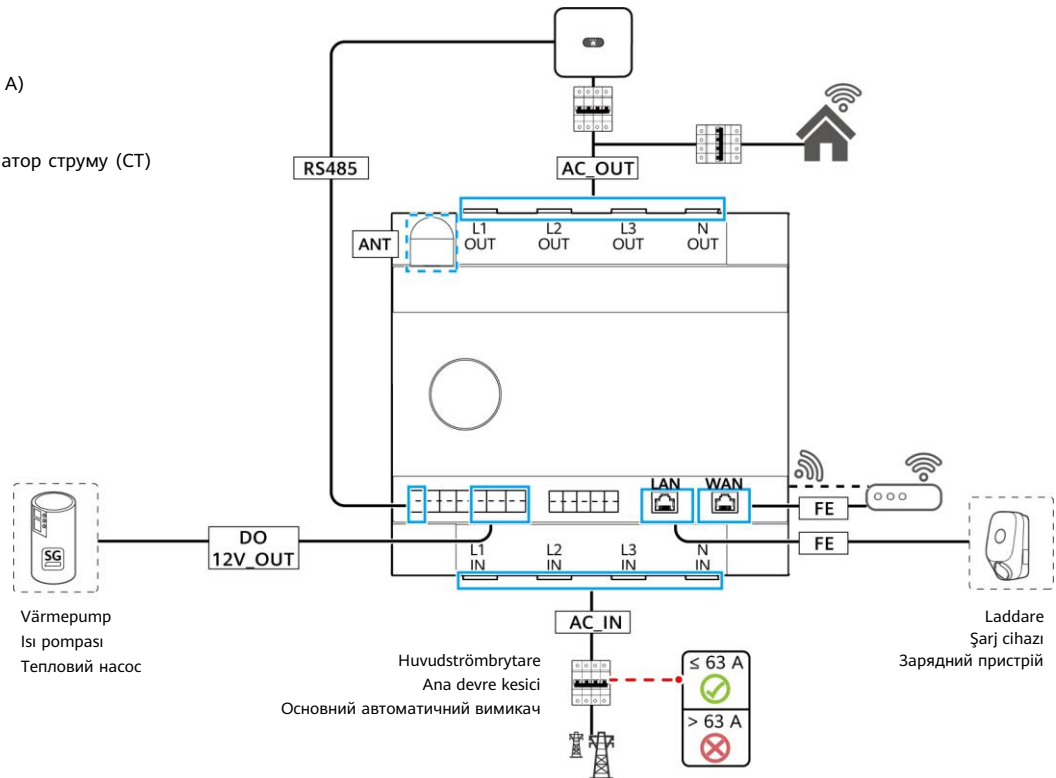 A)
атор струму (CT)
RS485
AC_OUT
ANT
L1
OUT
L2
OUT
L3
OUT
N
OUT
LAN
WAN
FE
FE
DO
12V_OUT
SG
L1
IN
L2
IN
L3
IN
N
IN
Värmepump
Isı pompası
Тепловий насос
Laddare
Şarj cihazı
Зарядний пристрій
AC_IN
Huvudströmbrytare
Ana devre kesici
Основний автоматичний вимикач
≤ 63 A
> 63 A